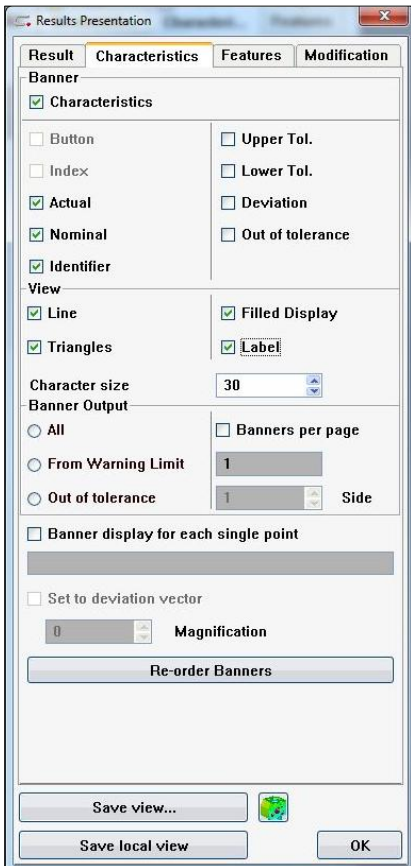 Results Presentation
Result Characteristics Features Modification
Banner
Characteristics
Button Upper Tol.
Index Lower Tol.
Actual Deviation
Nominal Out of tolerance
Identifier
View
Line Filled Display
Triangles Label
Character size 30
Banner Output
All Banners per page
From Warning Limit 1
Out of tolerance 1 Side
Banner display for each single point
Set to deviation vector
0 Magnification
Re-order Banners
Save view...
Save local view OK